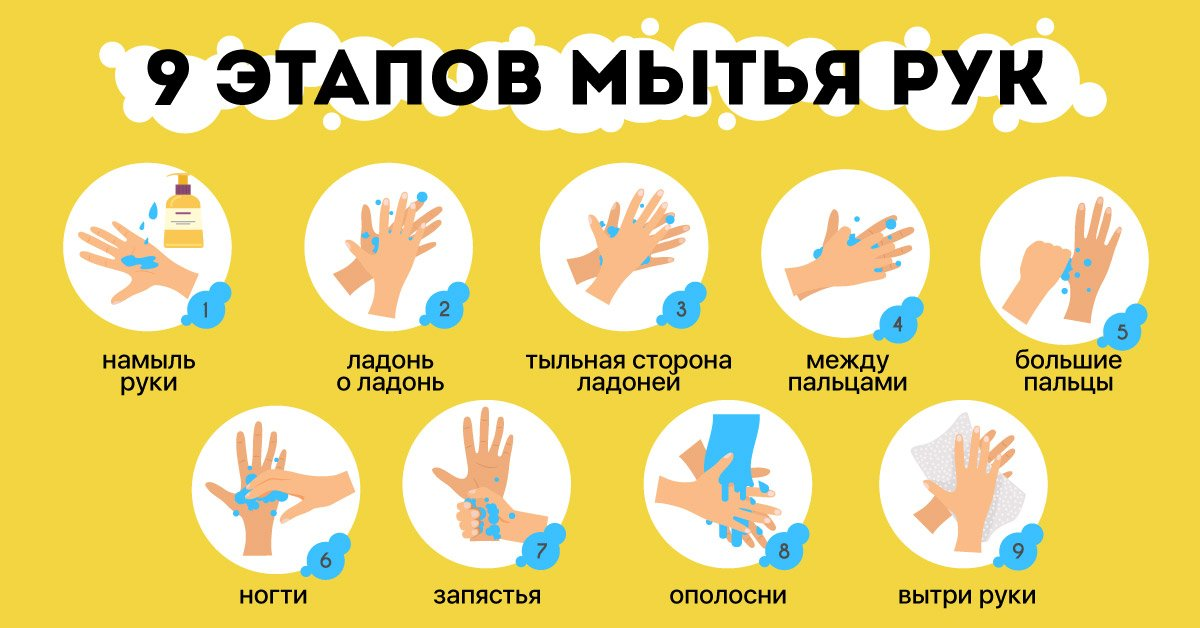 9 ЭТАПОВ МЫТЬЯ РУК
1
намыль
руки
2
ладонь
о ладонь
3
тыльная сторона
ладоней
4
между
пальцами
5
большие
пальцы
6
ногти
7
запястья
8
ополосни
9
вытри руки